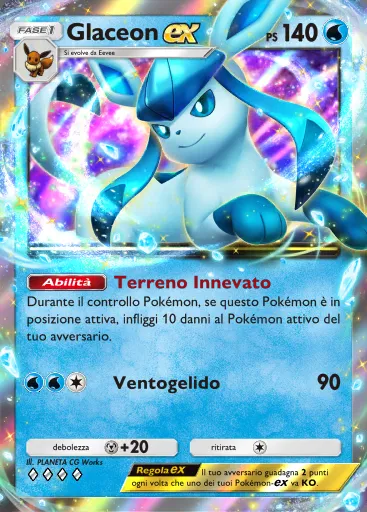 FASE 1
Glaceon ex
PS 140
Si evolve da Eevee
Abilità Terreno Innevato
Durante il controllo Pokémon, se questo Pokémon è in
posizione attiva, infliggi 10 danni al Pokémon attivo del
tuo avversario.
Ventogelido 90
debolezza +20
ritirata
Ill. PLANETA CG Works
Regola ex
Il tuo avversario guadagna 2 punti
ogni volta che uno dei tuoi Pokémon-ex va KO.